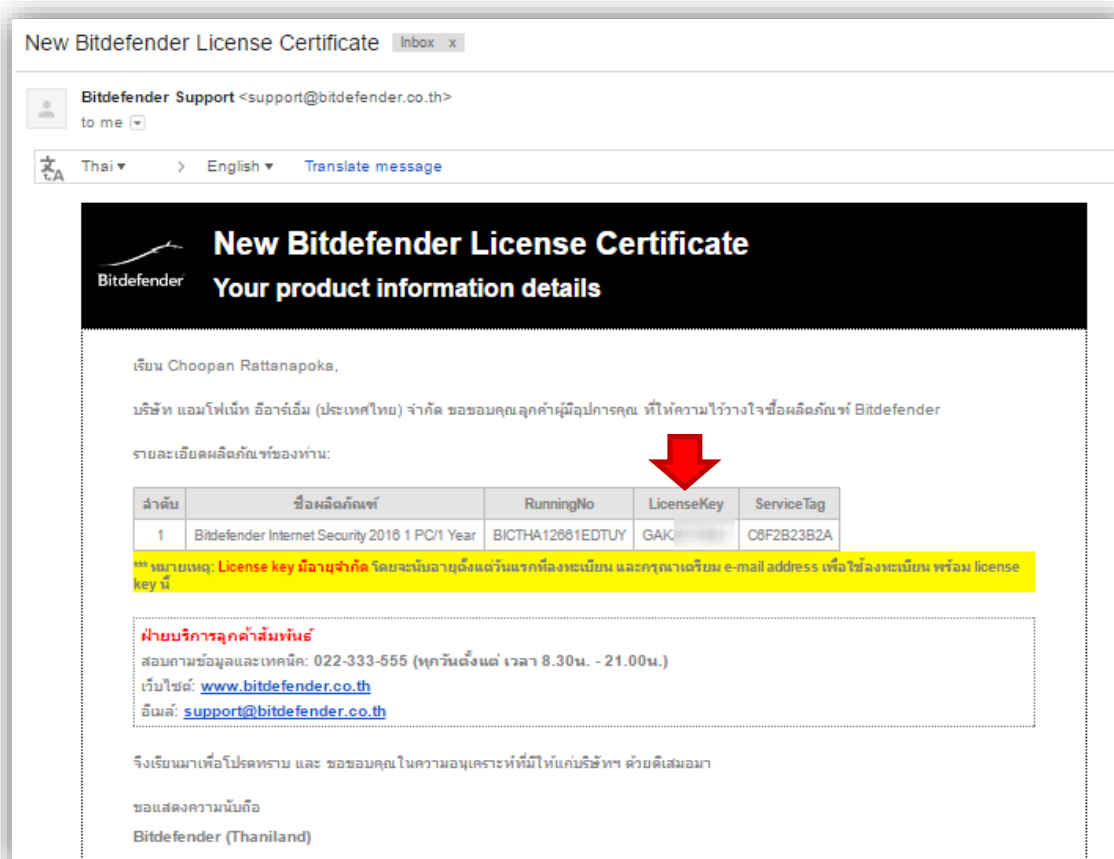 New Bitdefender License Certificate Inbox x
Bitdefender Support <support@bitdefender.co.th>
to me
Thai > English Translate message
Bitdefender
New Bitdefender License Certificate
Your product information details
เรียน Choopan Rattanapoka,
บริษัท แอมโฟเน็ท อีอาร์เอ็ม (ประเทศไทย) จำกัด ขอขอบคุณลูกค้าผู้มีอุปการคุณ ที่ให้ความไว้วางใจซื้อผลิตภัณฑ์ Bitdefender
รายละเอียดผลิตภัณฑ์ของท่าน:
ลำดับ ชื่อผลิตภัณฑ์ RunningNo LicenseKey ServiceTag
1 Bitdefender Internet Security 2016 1 PC/1 Year BICTHA12661EDTUY C6F2B23B2A
*** หมายเหตุ: License key มีอายุจำกัด โดยจะนับอายุตั้งแต่วันแรกที่ลงทะเบียน และกรุณาเตรียม e-mail address เพื่อใช้ลงทะเบียน พร้อม license
key นี้
ฝ่ายบริการลูกค้าสัมพันธ์
สอบถามข้อมูลและเทคนิค: 022-333-555 (ทุกวันตั้งแต่ เวลา 8.30น. - 21.00น.)
เว็บไซต์: www.bitdefender.co.th
อีเมล์: support@bitdefender.co.th
จึงเรียนมาเพื่อโปรดทราบ และ ขอขอบคุณในความอนุเคราะห์ที่มีให้แก่บริษัทฯ ด้วยดีเสมอมา
ขอแสดงความนับถือ
Bitdefender (Thaniland)